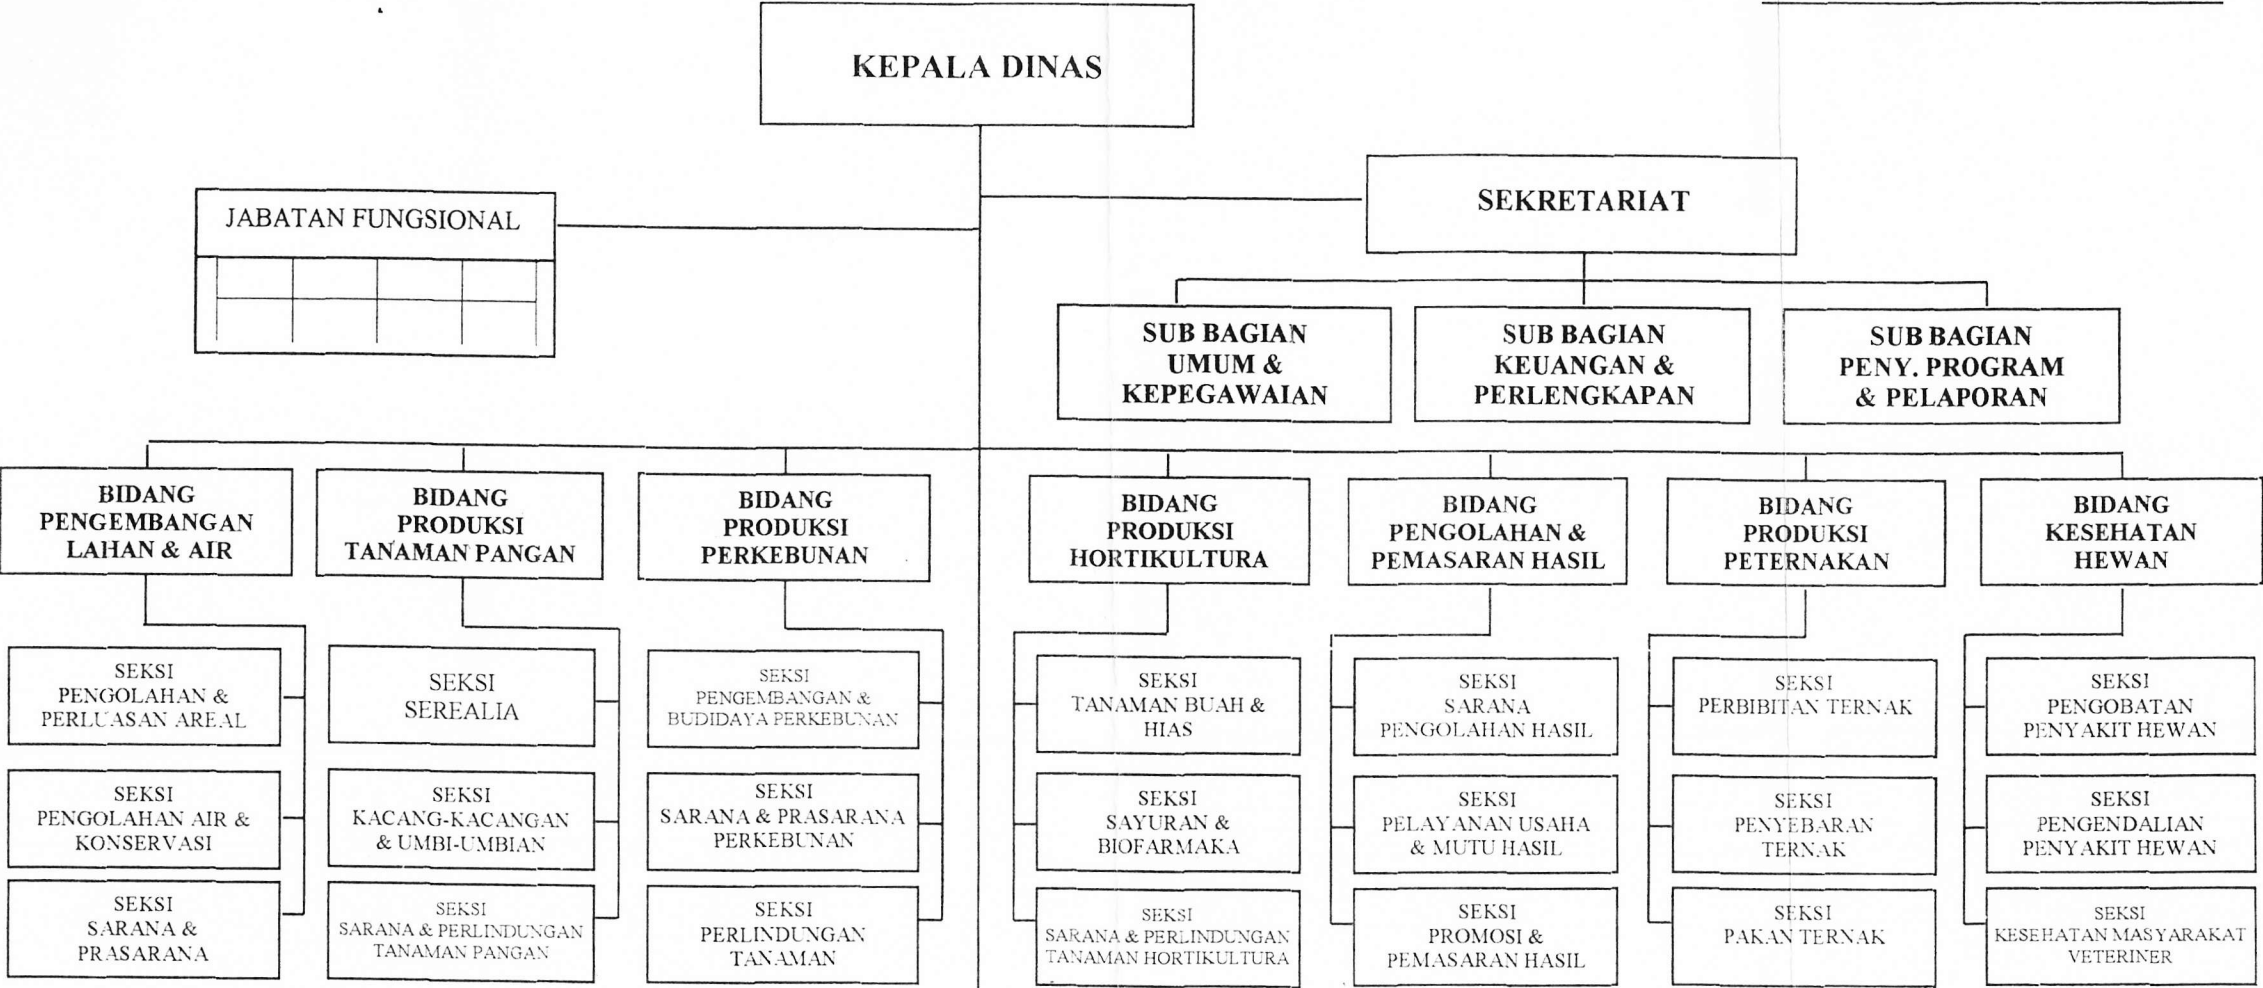 KEPALA DINAS
SEKRETARIAT
JABATAN FUNGSIONAL
SUB BAGIAN
UMUM &
KEPEGAWAIAN
SUB BAGIAN
KEUANGAN &
PERLENGKAPAN
SUB BAGIAN
PENY. PROGRAM
& PELAPORAN
BIDANG
PENGEMBANGAN
LAHAN & AIR
BIDANG
PRODUKSI
TANAMAN PANGAN
BIDANG
PRODUKSI
PERKEBUNAN
BIDANG
PRODUKSI
HORTIKULTURA
BIDANG
PENGOLAHAN &
PEMASARAN HASIL
BIDANG
PRODUKSI
PETERNAKAN
BIDANG
KESEHATAN
HEWAN
SEKSI
PENGOLAHAN &
PERLUASAN AREAL
SEKSI
SEREALIA
SEKSI
PENGEMBANGAN &
BUDIDAYA PERKEBUNAN
SEKSI
TANAMAN BUAH &
HIAS
SEKSI
SARANA
PENGOLAHAN HASIL
SEKSI
PERBIBITAN TERNAK
SEKSI
PENGOBATAN
PENYAKIT HEWAN
SEKSI
PENGOLAHAN AIR &
KONSERVASI
SEKSI
KACANG-KACANGAN
& UMBI-UMBIAN
SEKSI
SARANA & PRASARANA
PERKEBUNAN
SEKSI
SAYURAN &
BIOFARMAKA
SEKSI
PELAYANAN USAHA
& MUTU HASIL
SEKSI
PENYEBARAN
TERNAK
SEKSI
PENGENDALIAN
PENYAKIT HEWAN
SEKSI
SARANA &
PRASARANA
SEKSI
SARANA & PERLINDUNGAN
TANAMAN PANGAN
SEKSI
PERLINDUNGAN
TANAMAN
SEKSI
SARANA & PERLINDUNGAN
TANAMAN HORTIKULTURA
SEKSI
PROMOSI &
PEMASARAN HASIL
SEKSI
PAKAN TERNAK
SEKSI
KESEHATAN MASYARAKAT
VETERINER